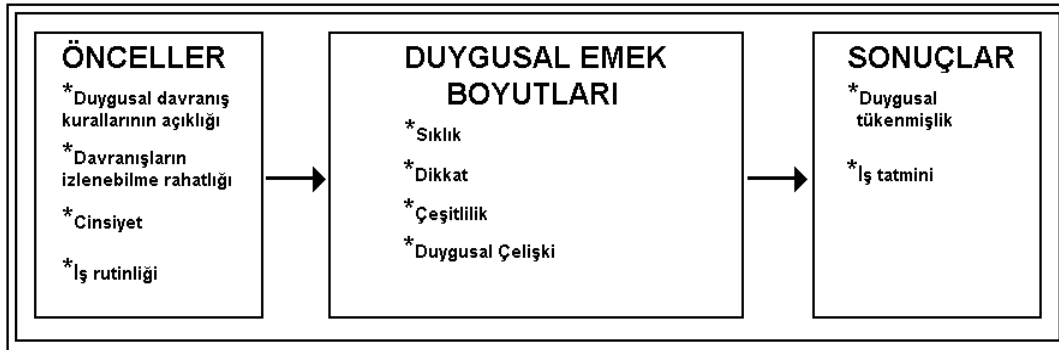 ÖNCELLER
*Duygusal davranış
kurallarının açıklığı
*Davranışların
izlenebilme rahatlığı
*Cinsiyet
*İş rutinliği
DUYGUSAL EMEK
BOYUTLARI
*Sıklık
*Dikkat
*Çeşitlilik
*Duygusal Çelişki
SONUÇLAR
*Duygusal
tükenmişlik
*İş tatmini